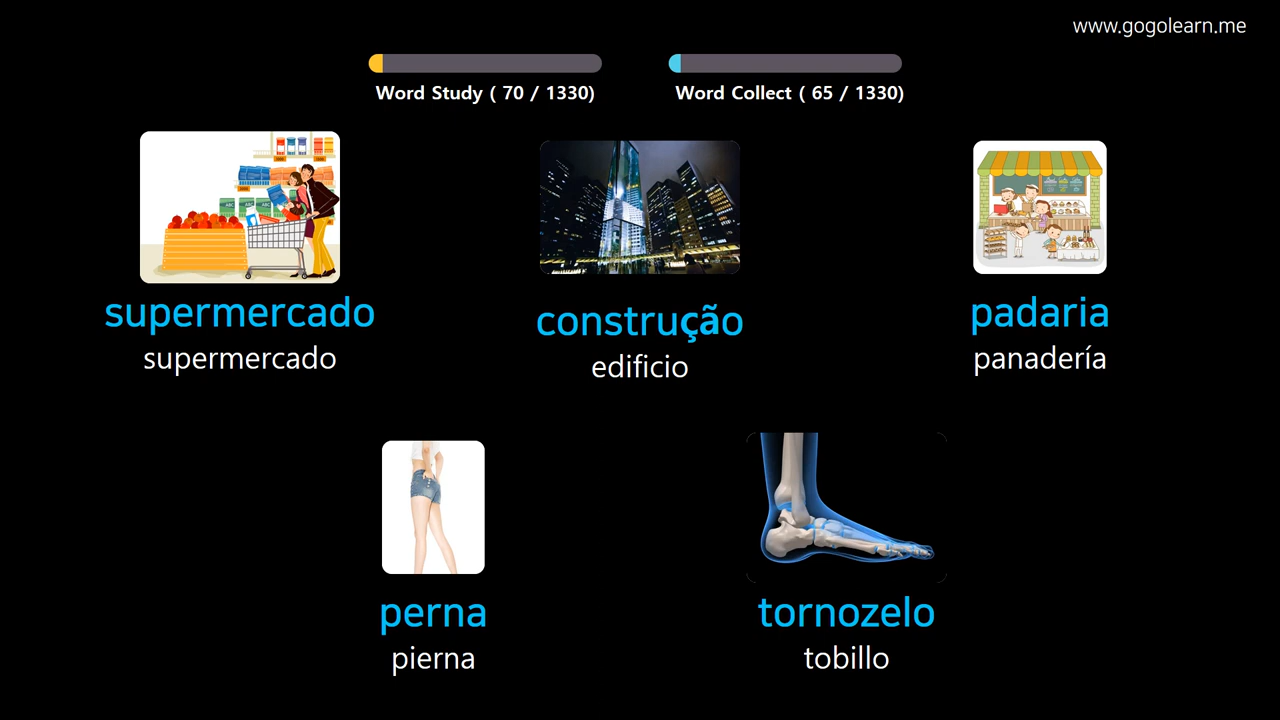 www.gogolearn.me
Word Study ( 70 / 1330)
Word Collect ( 65 / 1330)
supermercado
supermercado
construção
edificio
padaria
panadería
perna
pierna
tornozelo
tobillo